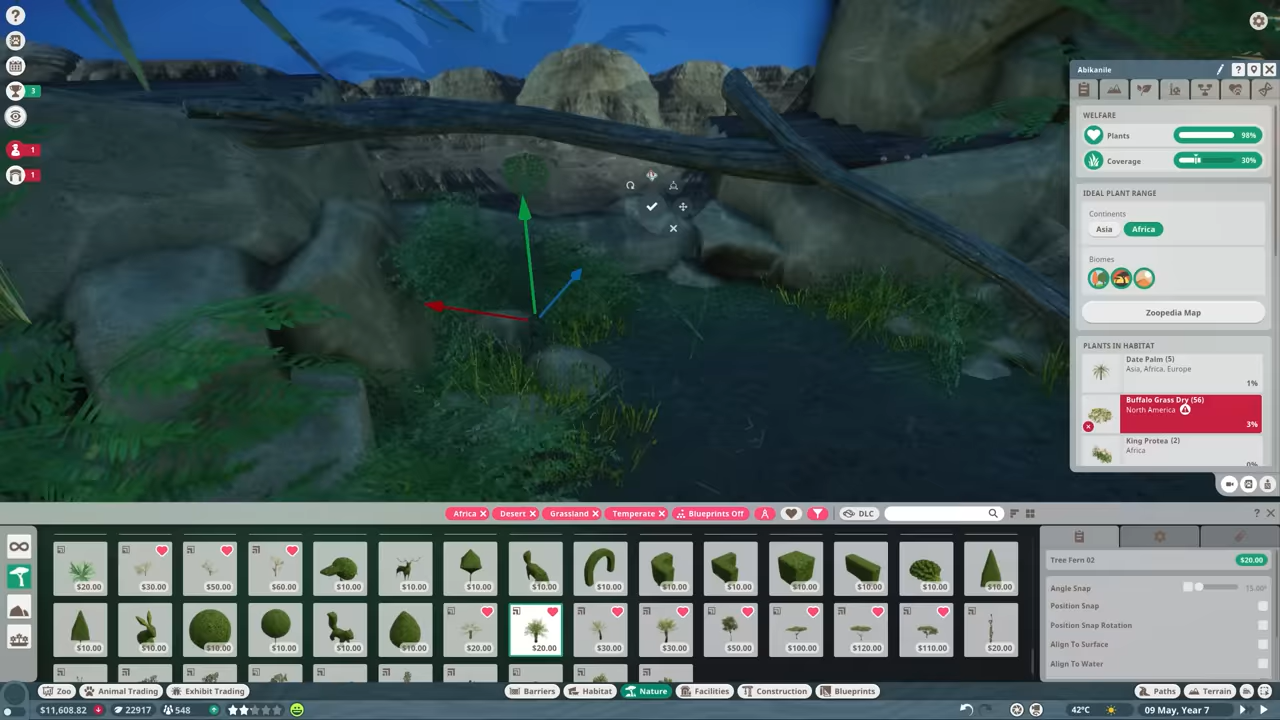 ?
Abikanile
?
3
WELFARE
Plants 98%
Coverage 30%
1
1
IDEAL PLANT RANGE
Continents
Asia Africa
Biomes
Zoopedia Map
PLANTS IN HABITAT
Date Palm (5)
Asia, Africa, Europe
1%
Buffalo Grass Dry (56)
North America
3%
King Protea (2)
Africa
0%
Africa Desert Grassland Temperate Blueprints Off DLC ?
$20.00 $30.00 $50.00 $60.00 $10.00 $10.00 $10.00 $10.00 $10.00 $10.00 $10.00 $10.00 $10.00 $10.00 $10.00
Tree Fern 02 $20.00
Angle Snap 15.00°
Position Snap
Position Snap Rotation
Align To Surface
Align To Water
$10.00 $10.00 $10.00 $10.00 $10.00 $10.00 $20.00 $20.00 $30.00 $30.00 $50.00 $100.00 $120.00 $110.00 $20.00
Zoo Animal Trading Exhibit Trading Barriers Habitat Nature Facilities Construction Blueprints Paths Terrain
$11,608.82 22917 548 42°C 09 May, Year 7